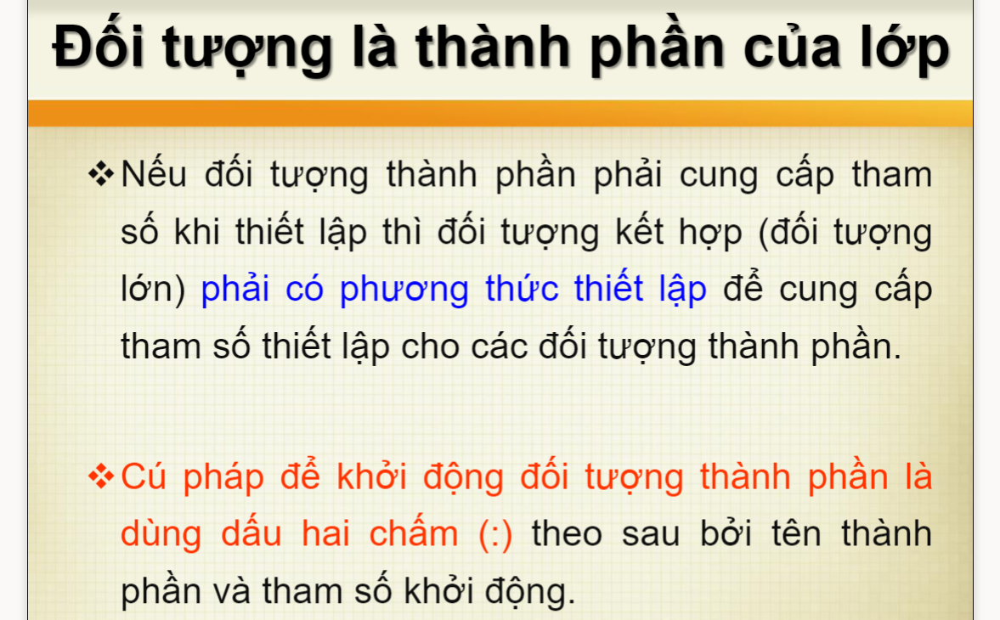 Đối tượng là thành phần của lớp
❖Nếu đối tượng thành phần phải cung cấp tham
số khi thiết lập thì đối tượng kết hợp (đối tượng
lớn) phải có phương thức thiết lập để cung cấp
tham số thiết lập cho các đối tượng thành phần.
❖Cú pháp để khởi động đối tượng thành phần là
dùng dấu hai chấm (:) theo sau bởi tên thành
phần và tham số khởi động.